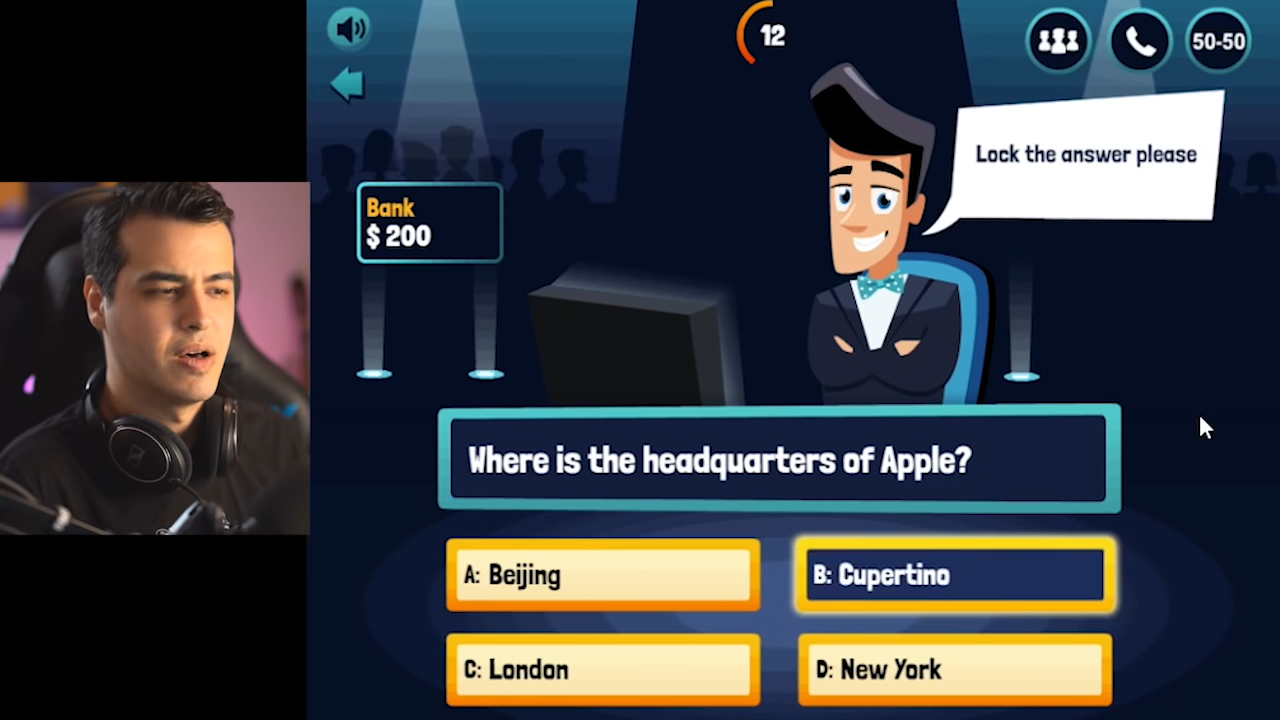 12
50-50
Lock the answer please
Bank
$ 200
Where is the headquarters of Apple?
A: Beijing
B: Cupertino
C: London
D: New York